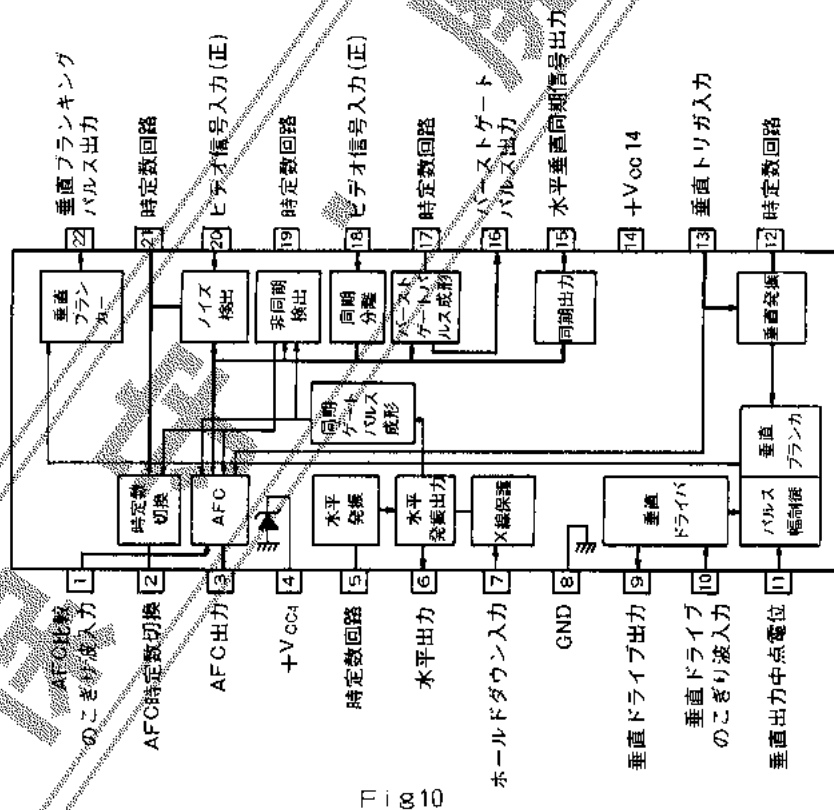 AFC比較
のこぎり波入力
AFC時定数切換
AFC出力
+VCC4
時定数回路
水平出力
ホールドダウン入力
GND
垂直ドライブ出力
垂直ドライブ
のこぎり波入力
垂直出力中点電位
1
2
3
4
5
6
7
8
9
10
11
時定数
切換
AFC
水平
発振
水平
発振出力
X線保護
垂直
ドライバ
パルス
幅制御
垂直
ブランカ
同期
ゲート
パルス
成形
垂直
ブラン
カー
ノイズ
検出
非同期
検出
同期
分離
バースト
ゲートパ
ルス成形
同期出力
垂直発振
22
21
20
19
18
17
16
15
14
13
12
垂直ブランキング
パルス出力
時定数回路
ビデオ信号入力(正)
時定数回路
ビデオ信号入力(正)
時定数回路
バーストゲート
パルス出力
水平垂直同期信号出力
+Vcc14
垂直トリガ入力
時定数回路
Fig10